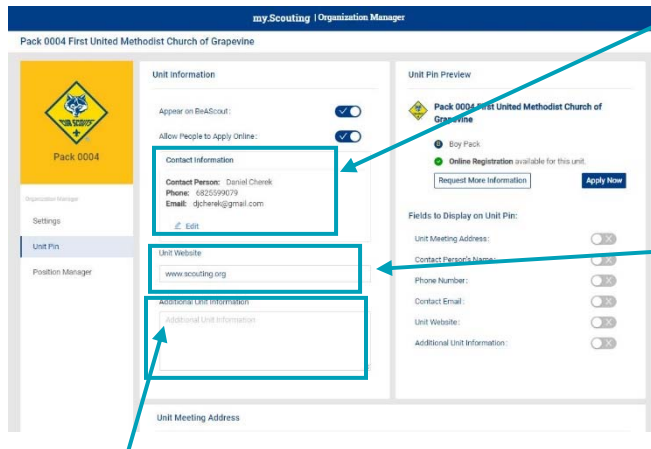 my.Scouting | Organization Manager
Pack 0004 First United Methodist Church of Grapevine
CUB SCOUTS
Pack 0004
Organization Manager
Settings
Unit Pin
Position Manager
Unit Information
Appear on BeAScout:
Allow People to Apply Online:
Contact Information
Contact Person: Daniel Cherek
Phone: 6825599079
Email: djcherek@gmail.com
Edit
Unit Website
www.scouting.org
Additional Unit Information
Additional Unit Information
Unit Meeting Address
Unit Pin Preview
Pack 0004 First United Methodist Church of
Grapevine
B Boy Pack
Online Registration available for this unit.
Request More Information
Apply Now
Fields to Display on Unit Pin:
Unit Meeting Address:
Contact Person's Name:
Phone Number:
Contact Email:
Unit Website:
Additional Unit Information: